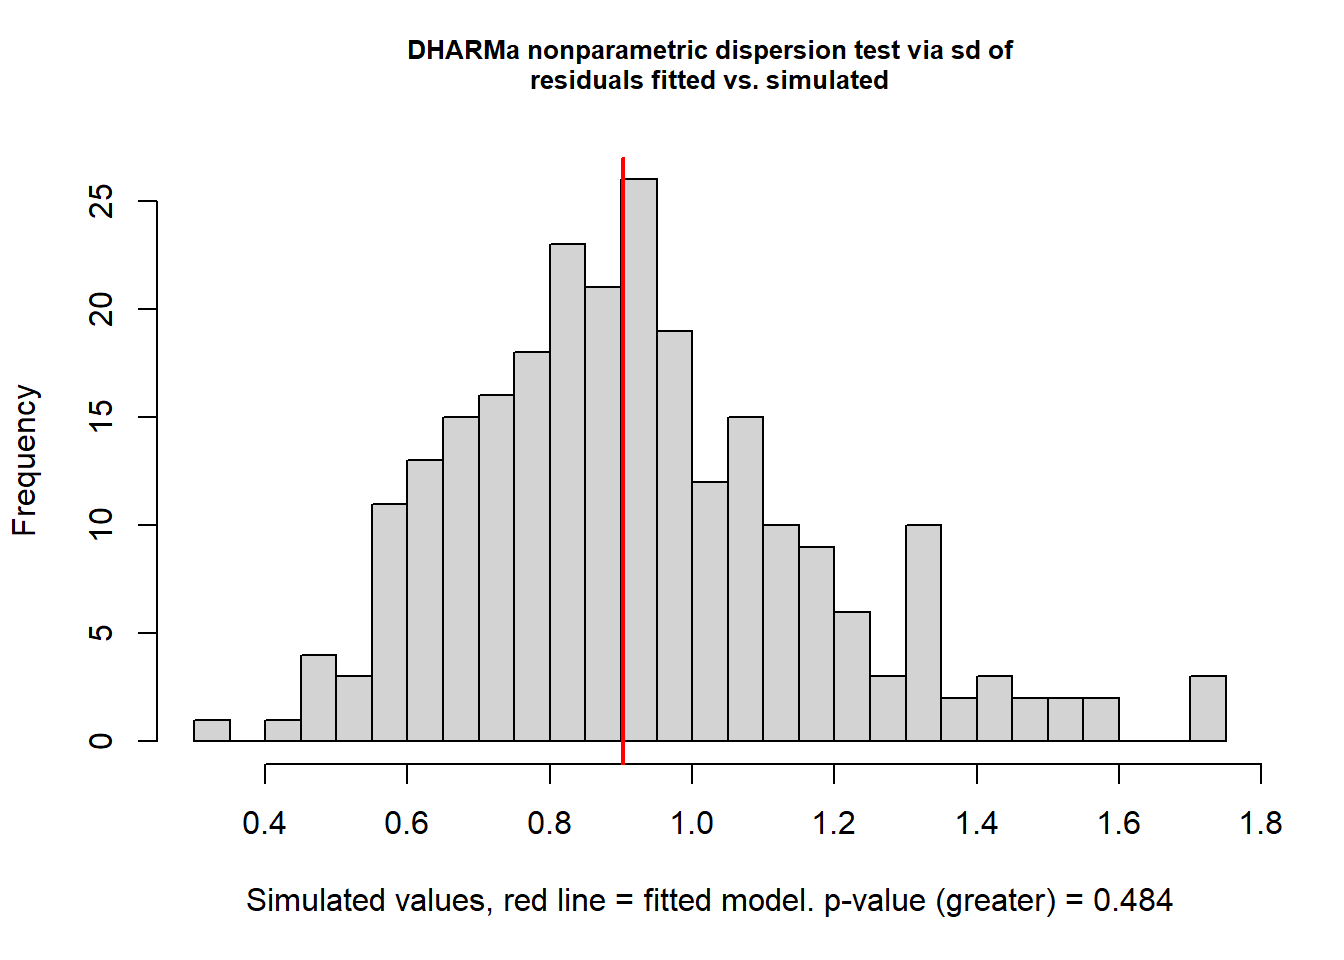 DHARMa nonparametric dispersion test via sd of
residuals fitted vs. simulated
Frequency
25
20
15
10
5
0
0.4 0.6 0.8 1.0 1.2 1.4 1.6 1.8
Simulated values, red line = fitted model. p-value (greater) = 0.484